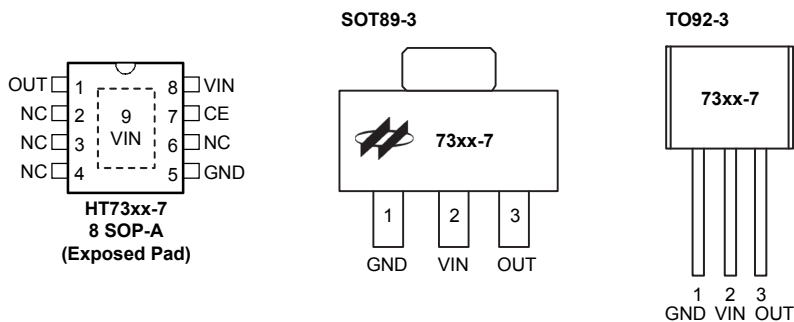 OUT 1 8 VIN
NC 2 9 7 CE
NC 3 VIN 6 NC
NC 4 5 GND
HT73xx-7
8 SOP-A
(Exposed Pad)
SOT89-3
73xx-7
1 2 3
GND VIN OUT
TO92-3
73xx-7
1 2 3
GND VIN OUT